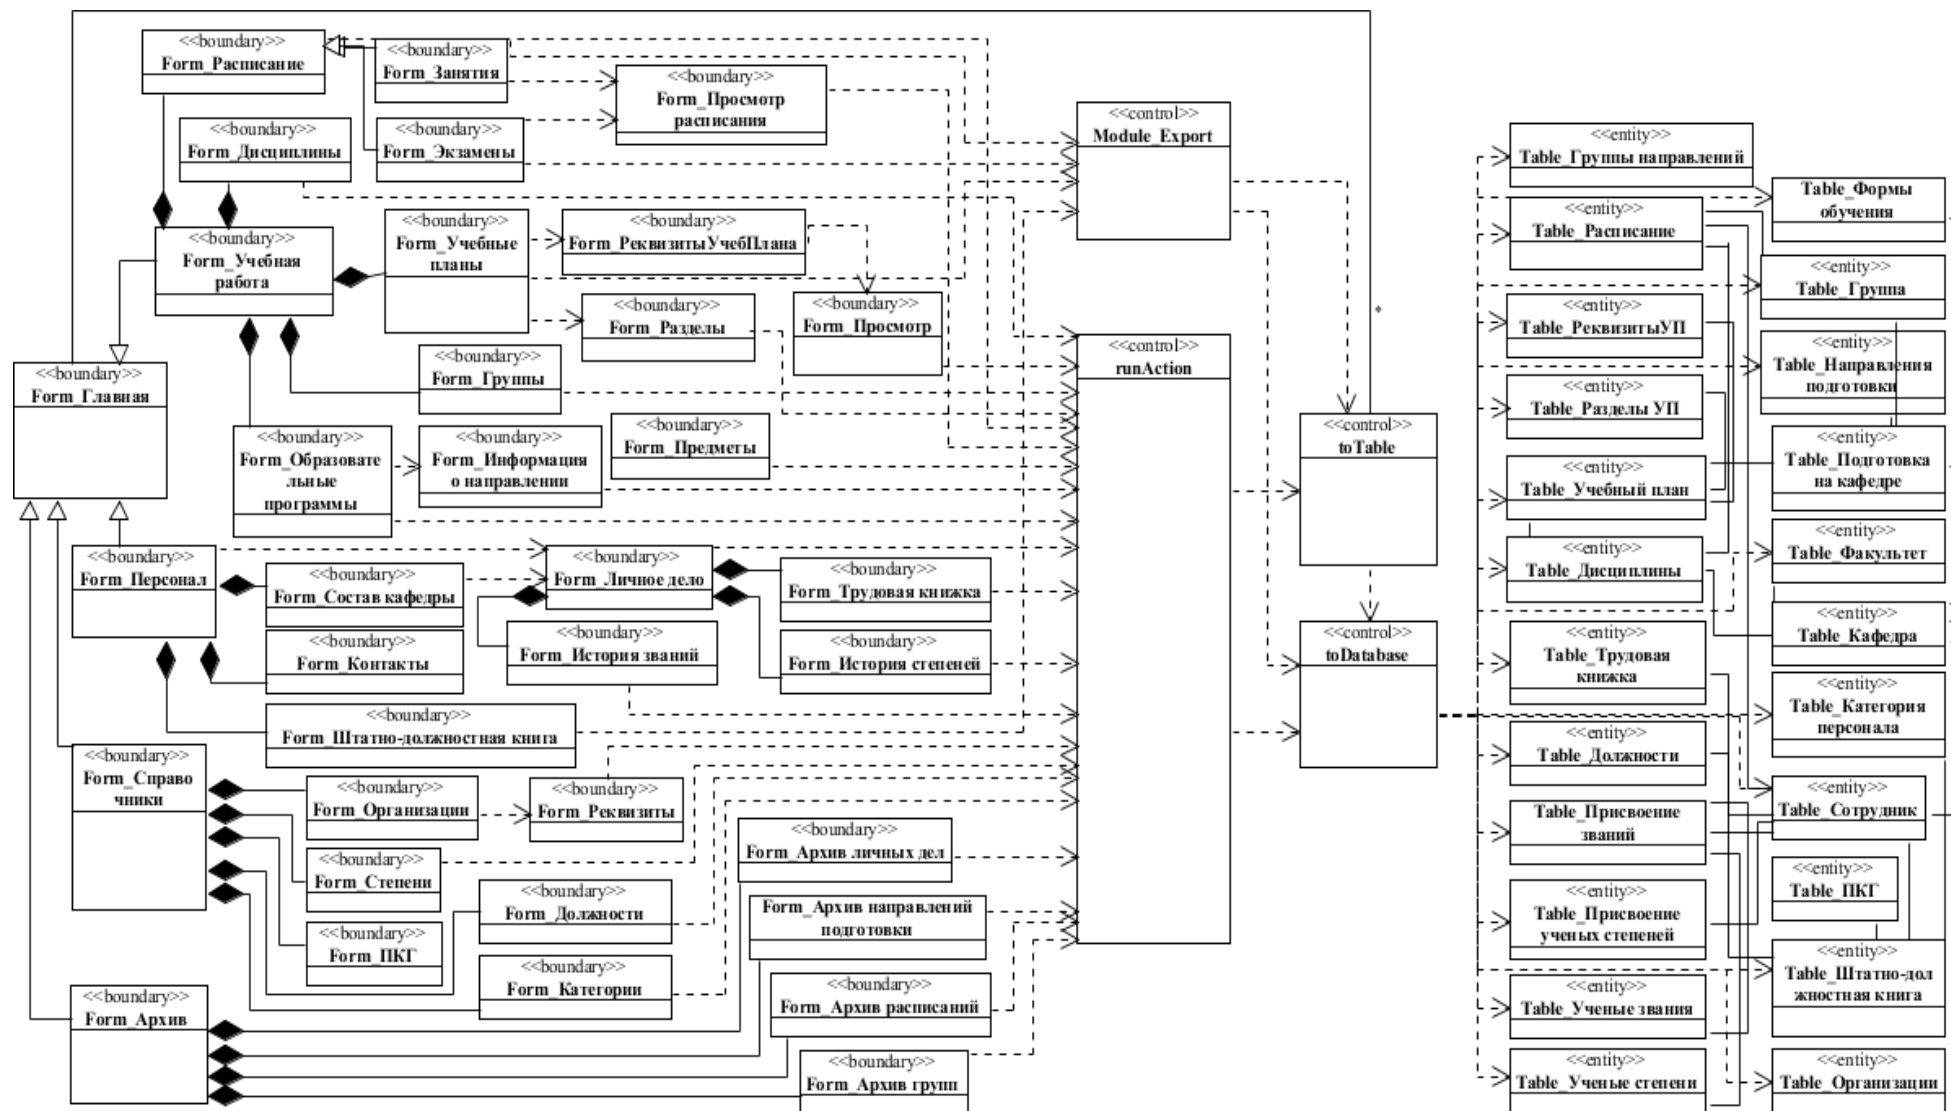 <<boundary>>
Form_Расписание
<<boundary>>
Form_Занятия
<<boundary>>
Form_Просмотр
расписания
<<boundary>>
Form_Дисциплины
<<boundary>>
Form_Экзамены
<<boundary>>
Form_Учебная
работа
<<boundary>>
Form_Учебные
планы
<<boundary>>
Form_РеквизитыУчебПлана
<<boundary>>
Form_Разделы
<<boundary>>
Form_Просмотр
<<boundary>>
Form_Главная
<<boundary>>
Form_Группы
<<boundary>>
Form_Образовате
льные
программы
<<boundary>>
Form_Информация
о направлении
<<boundary>>
Form_Предметы
<<boundary>>
Form_Персонал
<<boundary>>
Form_Состав кафедры
<<boundary>>
Form_Личное дело
<<boundary>>
Form_Трудовая книжка
<<boundary>>
Form_Контакты
<<boundary>>
Form_История званий
<<boundary>>
Form_История степеней
<<boundary>>
Form_Штатно-должностная книга
<<boundary>>
Form_Справо
чники
<<boundary>>
Form_Организации
<<boundary>>
Form_Реквизиты
<<boundary>>
Form_Степени
<<boundary>>
Form_Должности
<<boundary>>
Form_ПКГ
<<boundary>>
Form_Категории
<<boundary>>
Form_Архив личных дел
Form_Архив направлений
подготовки
<<boundary>>
Form_Архив расписаний
<<boundary>>
Form_Архив групп
<<boundary>>
Form_Архив
<<control>>
Module_Export
<<control>>
runAction
*
<<control>>
toTable
<<control>>
toDatabase
<<entity>>
Table_Группы направлений
Table_Формы
обучения
<<entity>>
Table_Расписание
<<entity>>
Table_Группа
<<entity>>
Table_РеквизитыУП
<<entity>>
Table_Направления
подготовки
<<entity>>
Table_Разделы УП
<<entity>>
Table_Подготовка
на кафедре
<<entity>>
Table_Учебный план
<<entity>>
Table_Факультет
<<entity>>
Table_Дисциплины
<<entity>>
Table_Кафедра
<<entity>>
Table_Трудовая
книжка
<<entity>>
Table_Категория
персонала
<<entity>>
Table_Должности
<<entity>>
Table_Сотрудник
Table_Присвоение
званий
<<entity>>
Table_ПКГ
<<entity>>
Table_Присвоение
ученых степеней
<<entity>>
Table_Штатно-дол
жностная книга
<<entity>>
Table_Ученые звания
<<entity>>
Table_Ученые степени
<<entity>>
Table_Организации